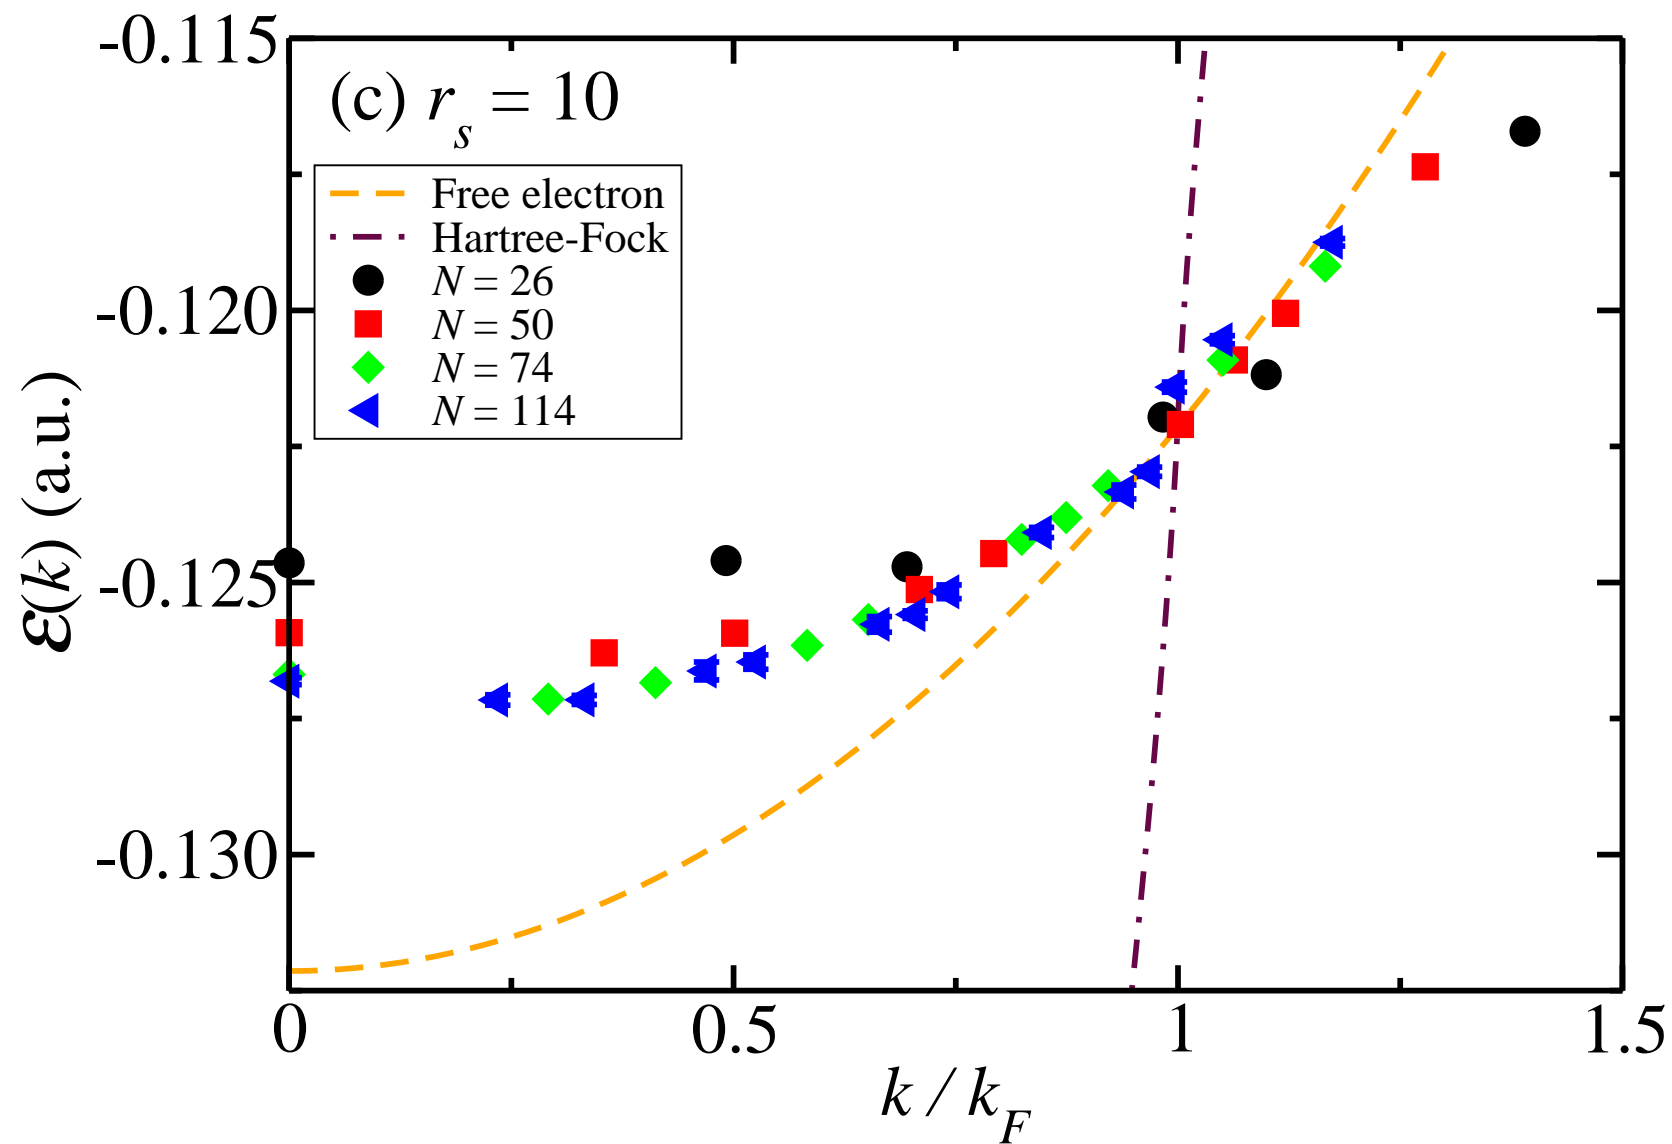 -0.115
(c) r_s = 10
Free electron
Hartree-Fock
N = 26
N = 50
N = 74
N = 114
-0.120
-0.125
-0.130
ε(k) (a.u.)
0 0.5 1 1.5
k / k_F